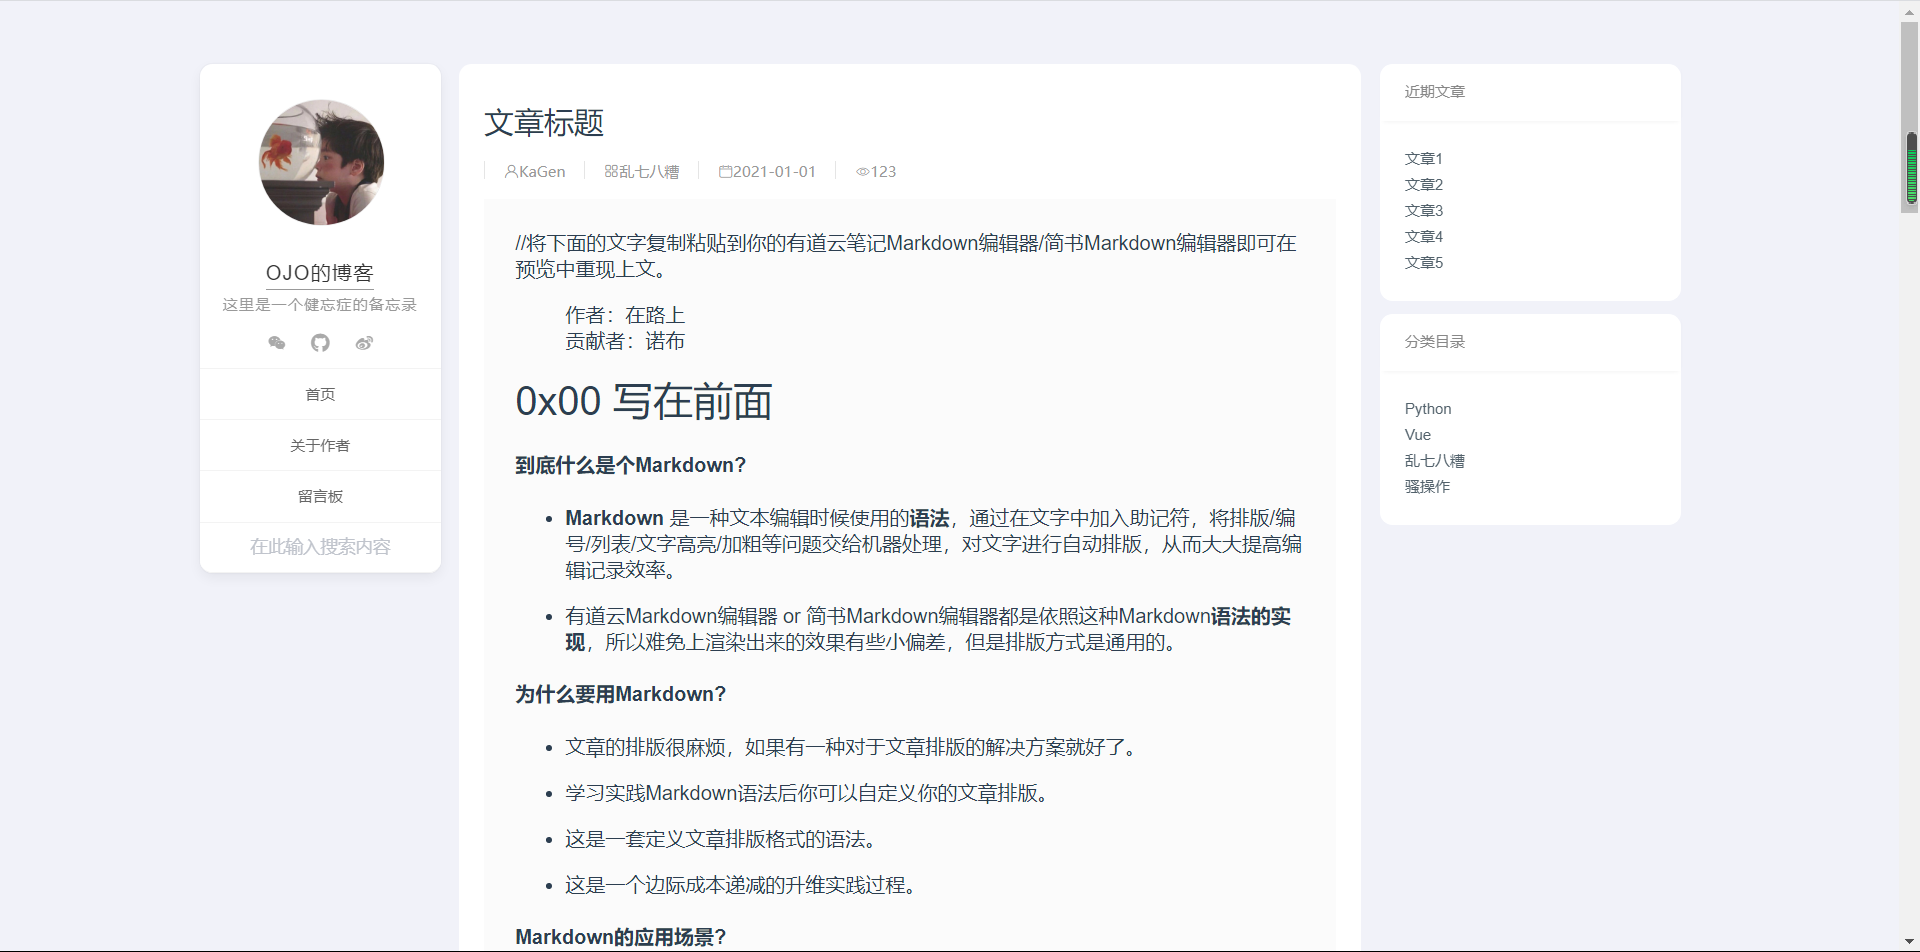 OJO的博客
这里是一个健忘症的备忘录
首页
关于作者
留言板
在此输入搜索内容
文章标题
KaGen
乱七八糟
2021-01-01
123
//将下面的文字复制粘贴到你的有道云笔记Markdown编辑器/简书Markdown编辑器即可在
预览中重现上文。
作者：在路上
贡献者：诺布
0x00 写在前面
到底什么是个Markdown?
Markdown 是一种文本编辑时候使用的语法，通过在文字中加入助记符，将排版/编
号/列表/文字高亮/加粗等问题交给机器处理，对文字进行自动排版，从而大大提高编
辑记录效率。
有道云Markdown编辑器 or 简书Markdown编辑器都是依照这种Markdown语法的实
现，所以难免上渲染出来的效果有些小偏差，但是排版方式是通用的。
为什么要用Markdown?
文章的排版很麻烦，如果有一种对于文章排版的解决方案就好了。
学习实践Markdown语法后你可以自定义你的文章排版。
这是一套定义文章排版格式的语法。
这是一个边际成本递减的升维实践过程。
Markdown的应用场景?
近期文章
文章1
文章2
文章3
文章4
文章5
分类目录
Python
Vue
乱七八糟
骚操作